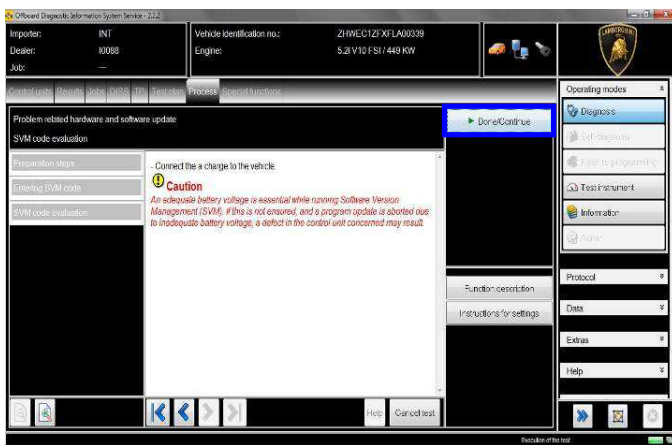 Offboard Diagnostic Information System Service - 2.2.2
Importer: INT
Dealer: I0088
Job: ---
Vehicle identification no.: ZHWEC1ZFXFLA00339
Engine: 5.2l V10 FSI / 449 KW
LAMBORGHINI
Control units Results Jobs DISS TP Test plan Process Special functions
Problem related hardware and software update
SVM code evaluation
Preparation steps
Entering SVM code
SVM code evaluation
- Connect the a charge to the vehicle.
Caution
An edequate battery voltage is essential while running Software Version
Management (SVM). If this is not ensured, and a program update is aborted due
to inadequate battery voltage, a defect in the control unit concerned may result.
Done/Continue
Function description
Instructions for settings
Help
Cancel test
Operating modes
Diagnosis
Self-diagnosis
Flash reprogramming
Test instrument
Information
Admin
Protocol
Data
Extras
Help
Execution of the test